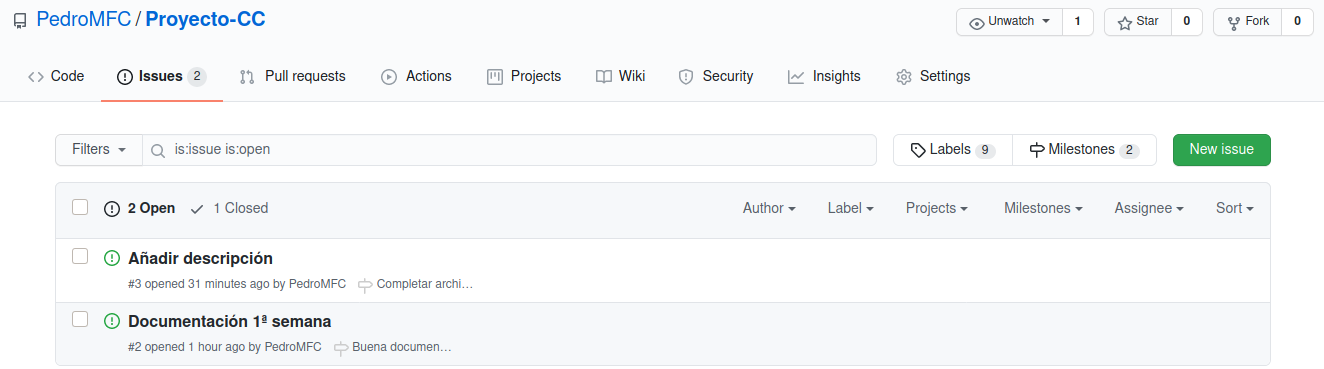 PedroMFC / Proyecto-CC Unwatch 1 Star 0 Fork 0
Code Issues 2 Pull requests Actions Projects Wiki Security Insights Settings
Filters is:issue is:open Labels 9 Milestones 2 New issue
2 Open 1 Closed Author Label Projects Milestones Assignee Sort
Añadir descripción
#3 opened 31 minutes ago by PedroMFC Completar archi…
Documentación 1ª semana
#2 opened 1 hour ago by PedroMFC Buena documen…